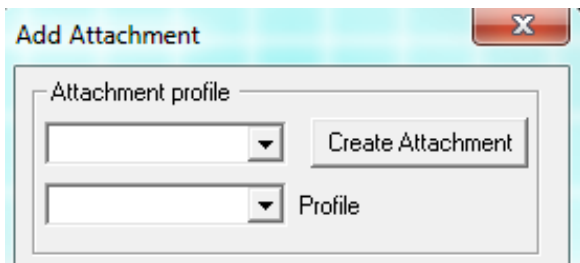 Add Attachment
Attachment profile
Create Attachment
Profile